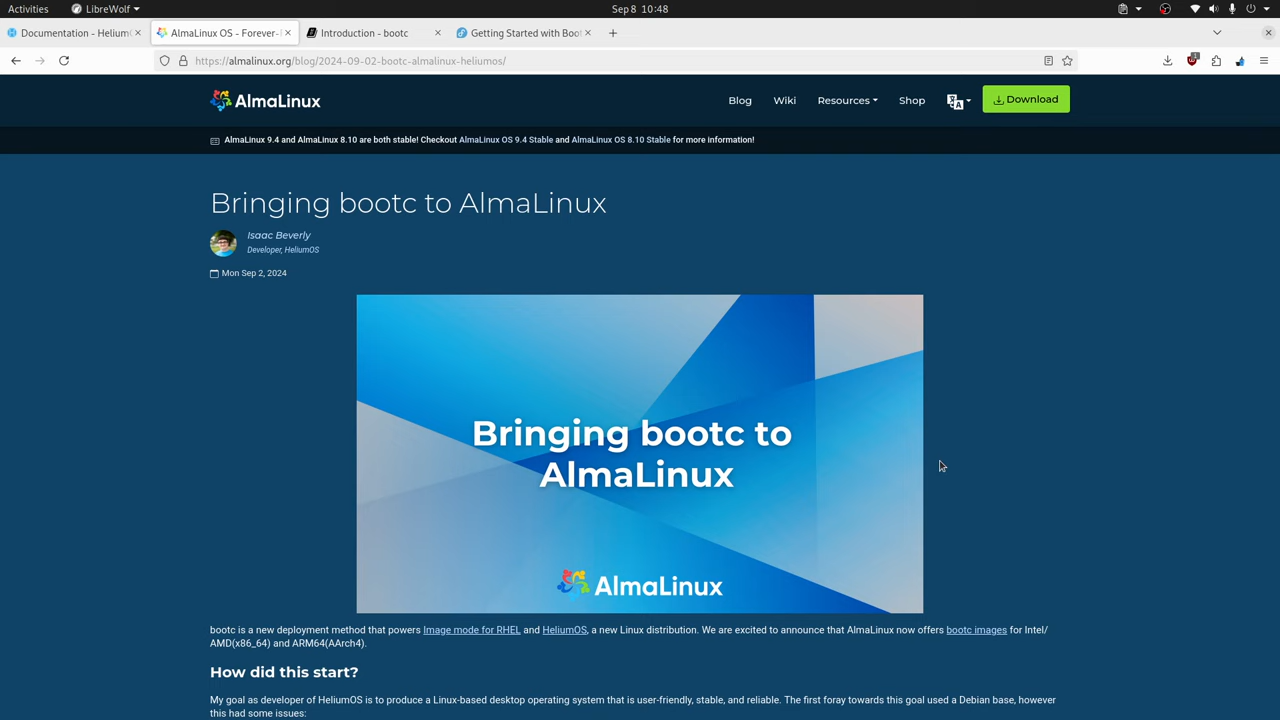 Activities LibreWolf Sep 8 10:48
Documentation - HeliumO AlmaLinux OS - Forever-F Introduction - bootc Getting Started with Boot
https://almalinux.org/blog/2024-09-02-bootc-almalinux-heliumos/ 1
AlmaLinux Blog Wiki Resources Shop Download
AlmaLinux 9.4 and AlmaLinux 8.10 are both stable! Checkout AlmaLinux OS 9.4 Stable and AlmaLinux OS 8.10 Stable for more information!
Bringing bootc to AlmaLinux
Isaac Beverly
Developer, HeliumOS
Mon Sep 2, 2024
Bringing bootc to
AlmaLinux
AlmaLinux
bootc is a new deployment method that powers Image mode for RHEL and HeliumOS, a new Linux distribution. We are excited to announce that AlmaLinux now offers bootc images for Intel/
AMD(x86_64) and ARM64(AArch4).
How did this start?
My goal as developer of HeliumOS is to produce a Linux-based desktop operating system that is user-friendly, stable, and reliable. The first foray towards this goal used a Debian base, however
this had some issues: